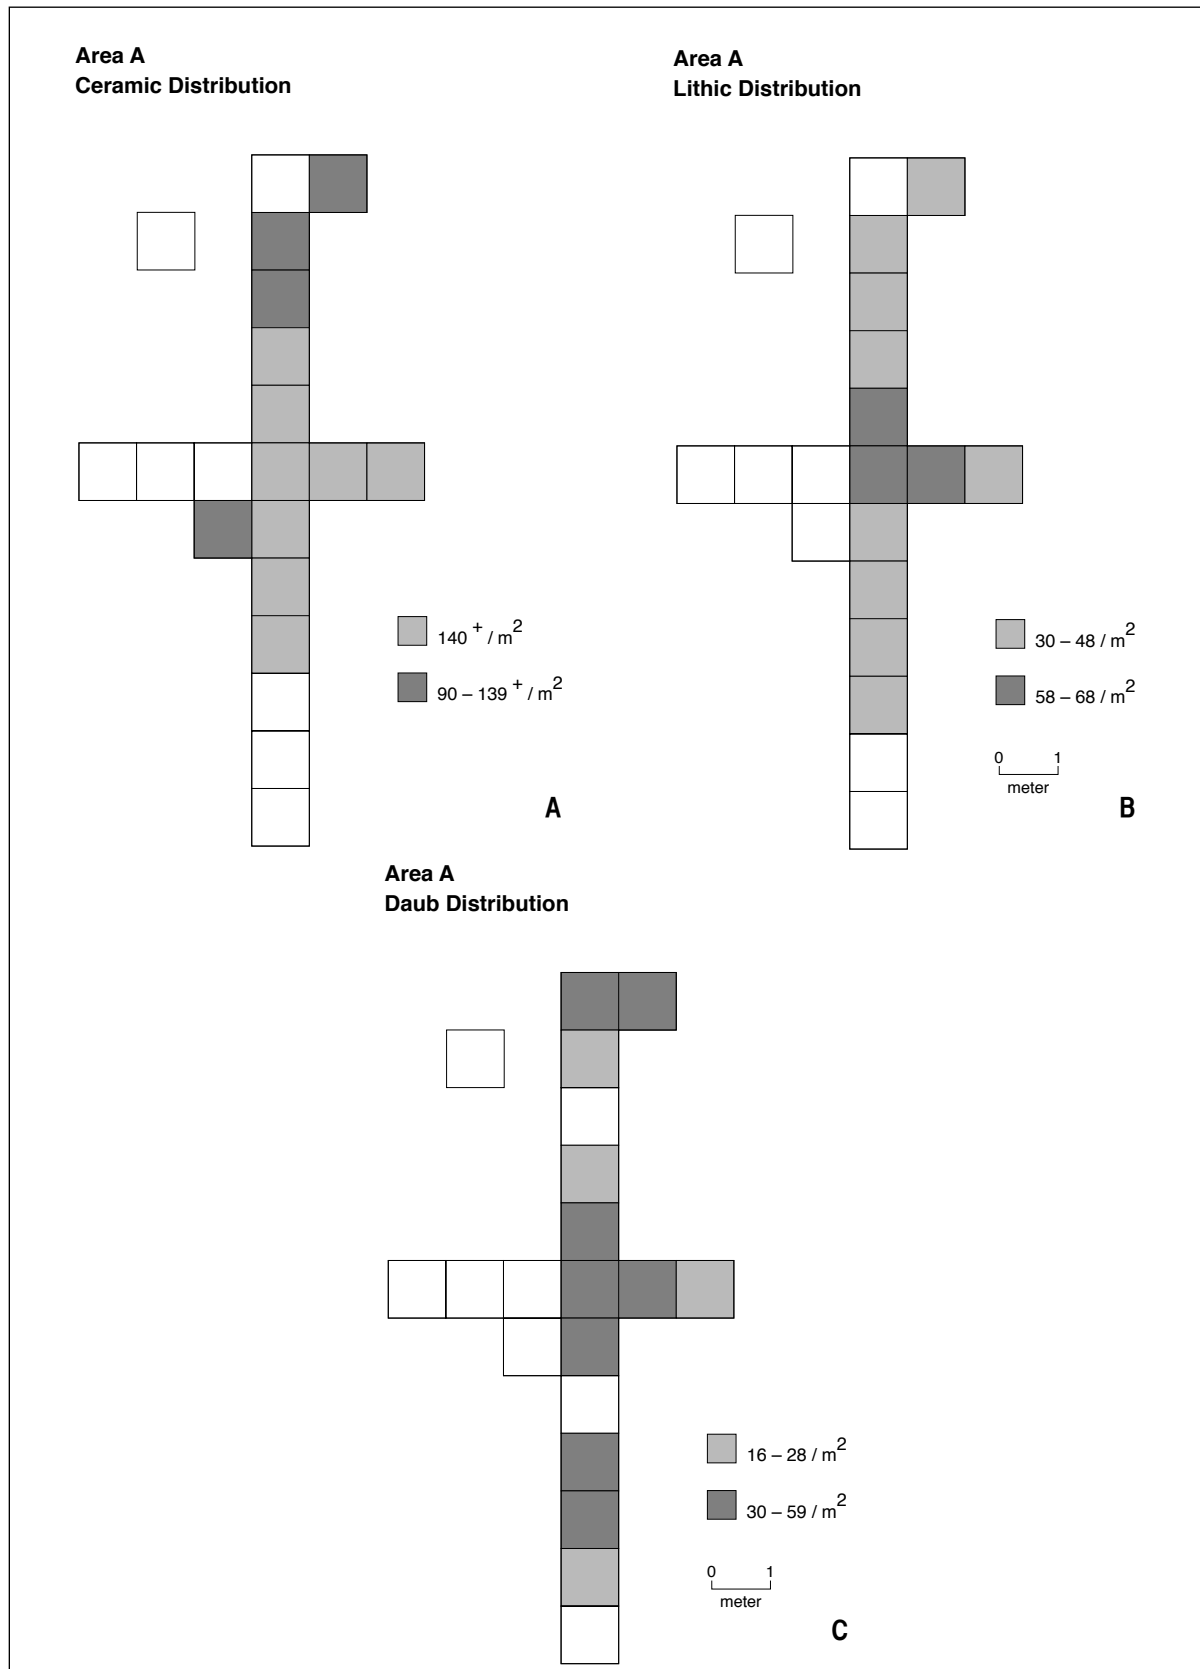 Area A
Ceramic Distribution
140 + / m2
90 – 139 + / m2
A
Area A
Lithic Distribution
30 – 48 / m2
58 – 68 / m2
0 1
meter
B
Area A
Daub Distribution
16 – 28 / m2
30 – 59 / m2
0 1
meter
C